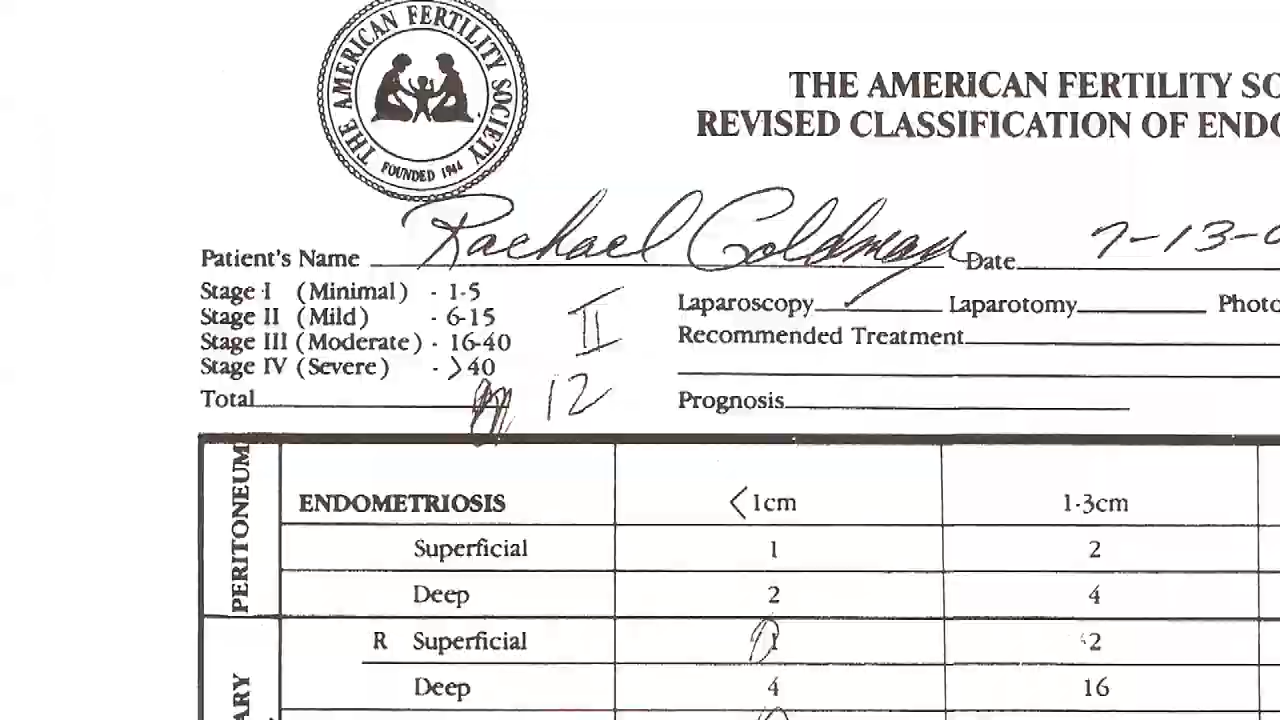 THE AMERICAN FERTILITY SOCIETY
FOUNDED 1944
THE AMERICAN FERTILITY SO
REVISED CLASSIFICATION OF ENDO
Patient's Name Rachael Goldman Date 7-13-0
Stage I (Minimal) - 1-5
Stage II (Mild) - 6-15
Stage III (Moderate) - 16-40
Stage IV (Severe) - >40
II
Total 12
Laparoscopy Laparotomy Photo
Recommended Treatment
Prognosis
PERITONEUM
ENDOMETRIOSIS <1cm 1-3cm
Superficial 1 2
Deep 2 4
ARY
R Superficial 1 2
Deep 4 16